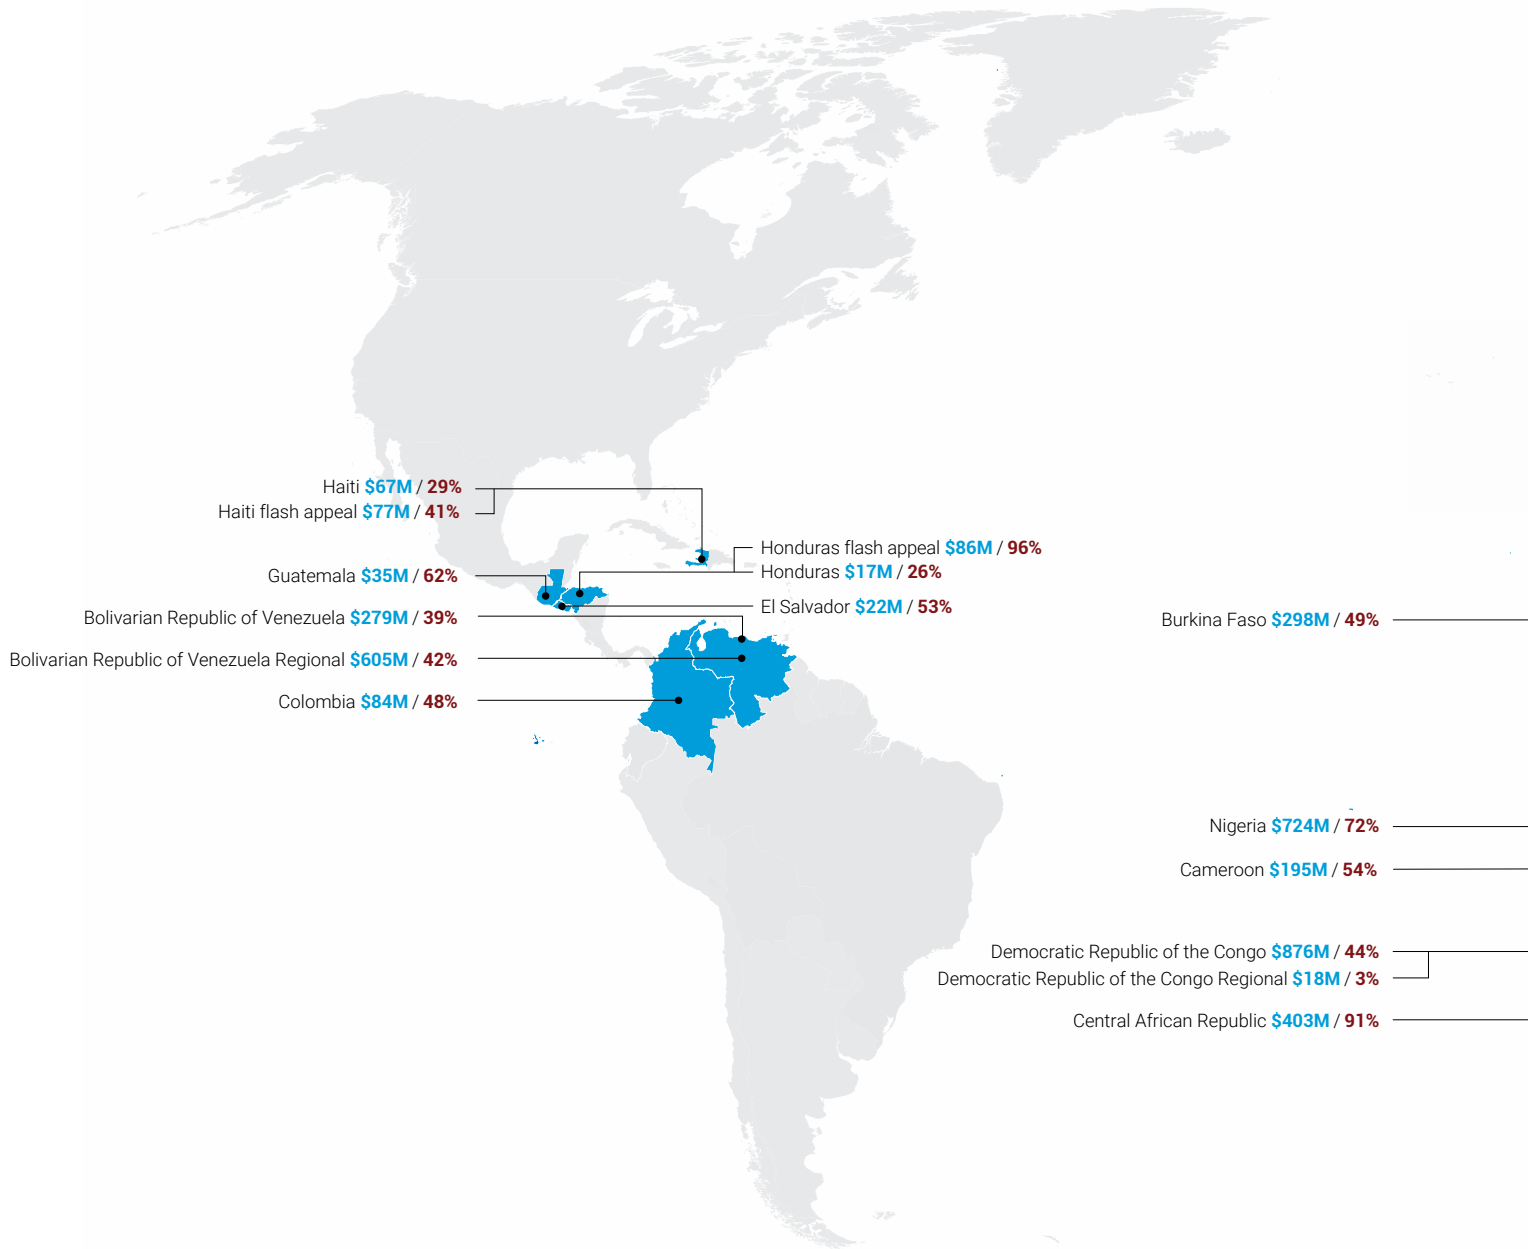 Haiti $67M / 29%
Haiti flash appeal $77M / 41%
Honduras flash appeal $86M / 96%
Honduras $17M / 26%
Guatemala $35M / 62%
El Salvador $22M / 53%
Bolivarian Republic of Venezuela $279M / 39%
Burkina Faso $298M / 49%
Bolivarian Republic of Venezuela Regional $605M / 42%
Colombia $84M / 48%
Nigeria $724M / 72%
Cameroon $195M / 54%
Democratic Republic of the Congo $876M / 44%
Democratic Republic of the Congo Regional $18M / 3%
Central African Republic $403M / 91%